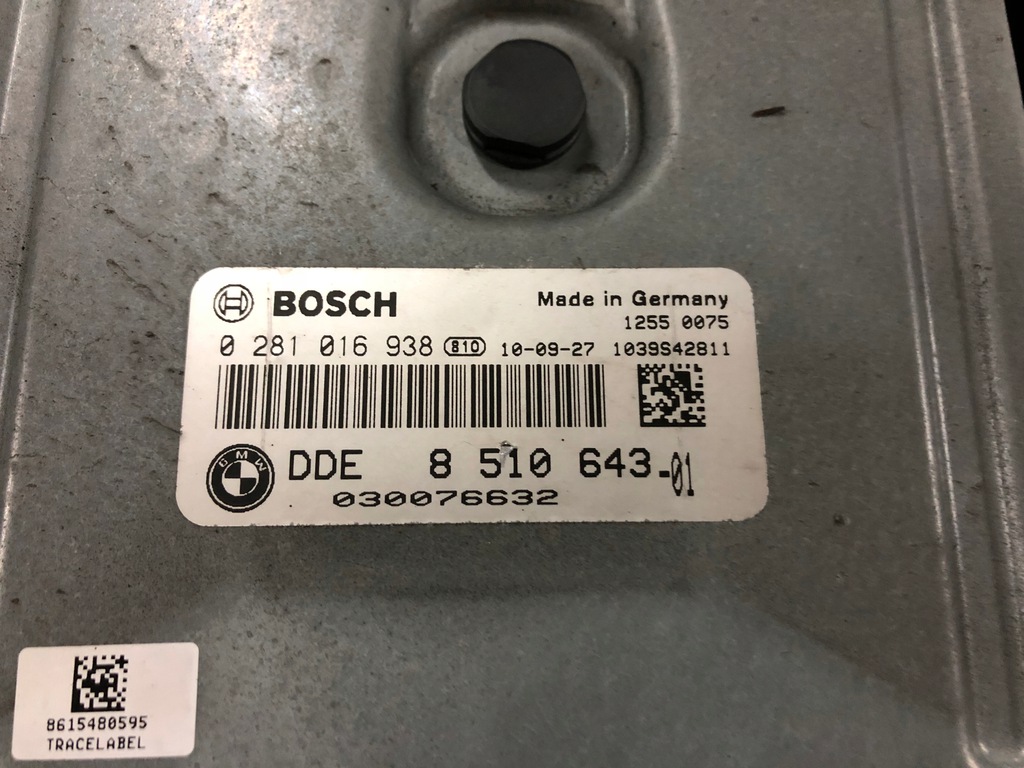 BOSCH
Made in Germany
1255 0075
0 281 016 938 810 10-09-27 1039S42811
BMW
DDE 8 510 643-01
030076632
8615480595
TRACELABEL